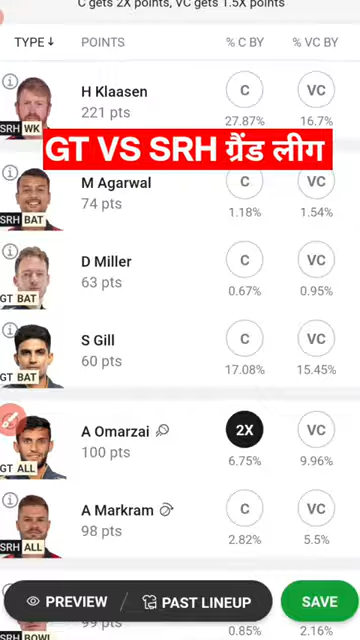 C gets 2X points, VC gets 1.5X points
TYPE↓ POINTS % C BY % VC BY
H Klaasen
221 pts
C VC
27.87% 16.7%
SRH WK
GT VS SRH ग्रैंड लीग
M Agarwal
74 pts
C VC
1.18% 1.54%
SRH BAT
D Miller
63 pts
C VC
0.67% 0.95%
GT BAT
S Gill
60 pts
C VC
17.08% 15.45%
GT BAT
A Omarzai
100 pts
2X VC
6.75% 9.96%
GT ALL
A Markram
98 pts
C VC
2.82% 5.5%
SRH ALL
99 pts
0.85% 2.16%
SRH BOWL
PREVIEW / PAST LINEUP
SAVE